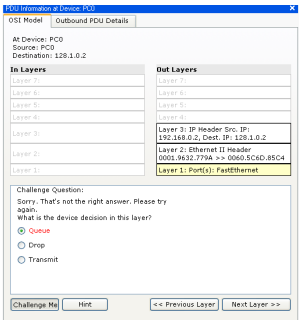 PDU Information at Device: PC0
OSI Model Outbound PDU Details
At Device: PC0
Source: PC0
Destination: 128.1.0.2
In Layers Out Layers
Layer 7: Layer 7:
Layer 6: Layer 6:
Layer 5: Layer 5:
Layer 4: Layer 4:
Layer 3: Layer 3: IP Header Src. IP: 192.168.0.2, Dest. IP: 128.1.0.2
Layer 2: Layer 2: Ethernet II Header 0001.9632.779A >> 0060.5C6D.85C4
Layer 1: Layer 1: Port(s): FastEthernet
Challenge Question:
Sorry. That's not the right answer. Please try
again.
What is the device decision in this layer?
Queue
Drop
Transmit
Challenge Me Hint << Previous Layer Next Layer >>